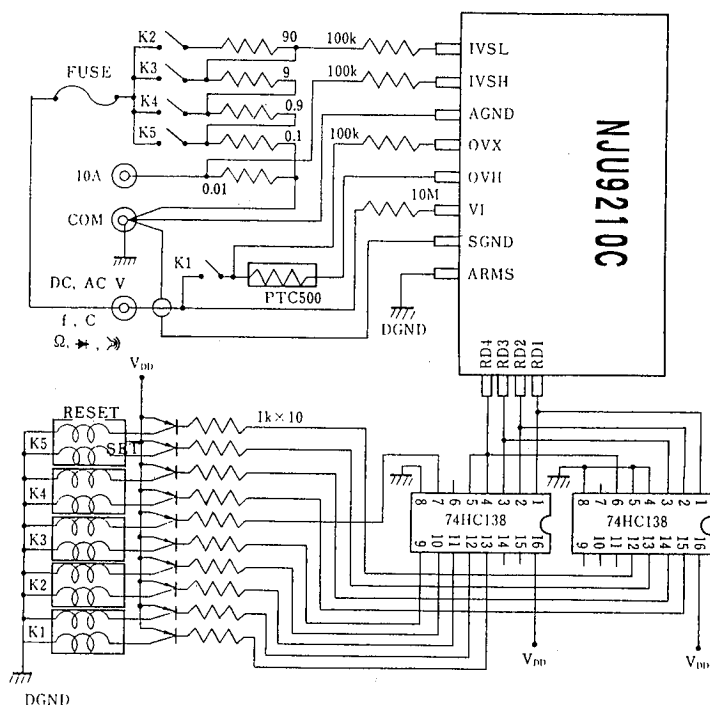 K2
90
100k
IVSL
FUSE
K3
9
100k
IVSH
K4
0.9
AGND
K5
0.1
100k
OVX
10A
0.01
OVH
10M
VI
COM
SGND
K1
PTC500
ARMS
DC, AC V
DGND
f, C
Ω,
NJU9210C
RD4
RD3
RD2
RD1
VDD
RESET
1k×10
K5
SET
K4
8 7 6 5 4 3 2 1
8 7 6 5 4 3 2 1
74HC138
74HC138
K3
9 10 11 12 13 14 15 16
9 10 11 12 13 14 15 16
K2
K1
VDD
VDD
DGND